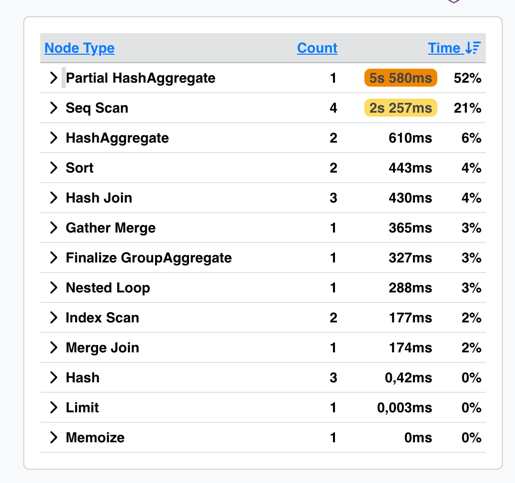 Node Type Count Time
Partial HashAggregate 1 5s 580ms 52%
Seq Scan 4 2s 257ms 21%
HashAggregate 2 610ms 6%
Sort 2 443ms 4%
Hash Join 3 430ms 4%
Gather Merge 1 365ms 3%
Finalize GroupAggregate 1 327ms 3%
Nested Loop 1 288ms 3%
Index Scan 2 177ms 2%
Merge Join 1 174ms 2%
Hash 3 0,42ms 0%
Limit 1 0,003ms 0%
Memoize 1 0ms 0%